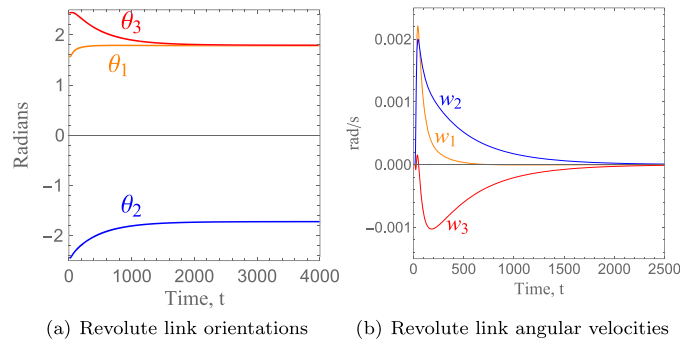 2
1
0
−1
−2
Radians
θ3
θ1
θ2
0 1000 2000 3000 4000
Time, t
(a) Revolute link orientations
0.002
0.001
0.000
−0.001
rad/s
w2
w1
w3
0 500 1000 1500 2000 2500
Time, t
(b) Revolute link angular velocities